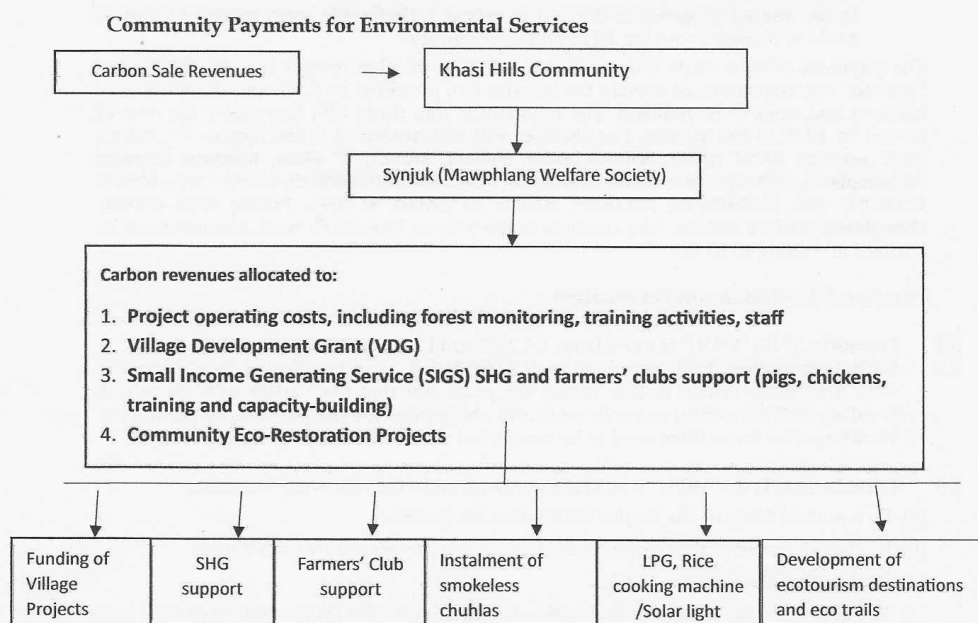 Community Payments for Environmental Services
Carbon Sale Revenues
Khasi Hills Community
Synjuk (Mawphlang Welfare Society)
Carbon revenues allocated to:
1. Project operating costs, including forest monitoring, training activities, staff
2. Village Development Grant (VDG)
3. Small Income Generating Service (SIGS) SHG and farmers’ clubs support (pigs, chickens,
training and capacity-building)
4. Community Eco-Restoration Projects
Funding of
Village
Projects
SHG
support
Farmers’ Club
support
Instalment of
smokeless
chuhlas
LPG, Rice
cooking machine
/Solar light
Development of
ecotourism destinations
and eco trails